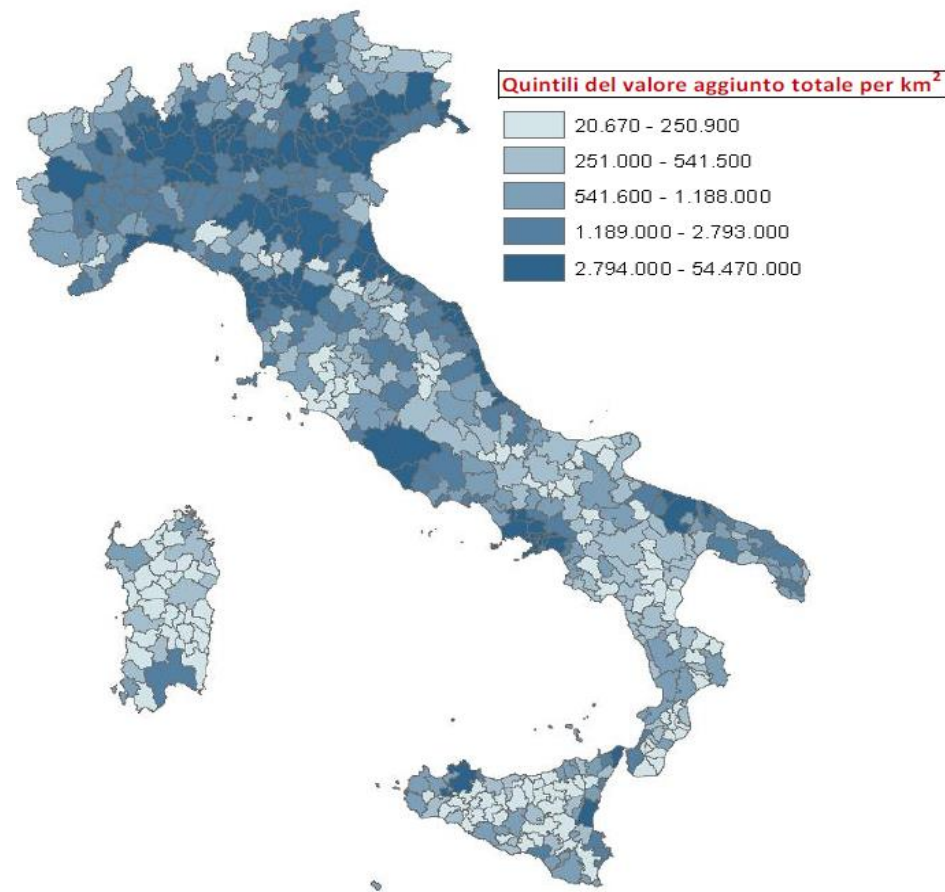 Quintili del valore aggiunto totale per km²
20.670 - 250.900
251.000 - 541.500
541.600 - 1.188.000
1.189.000 - 2.793.000
2.794.000 - 54.470.000